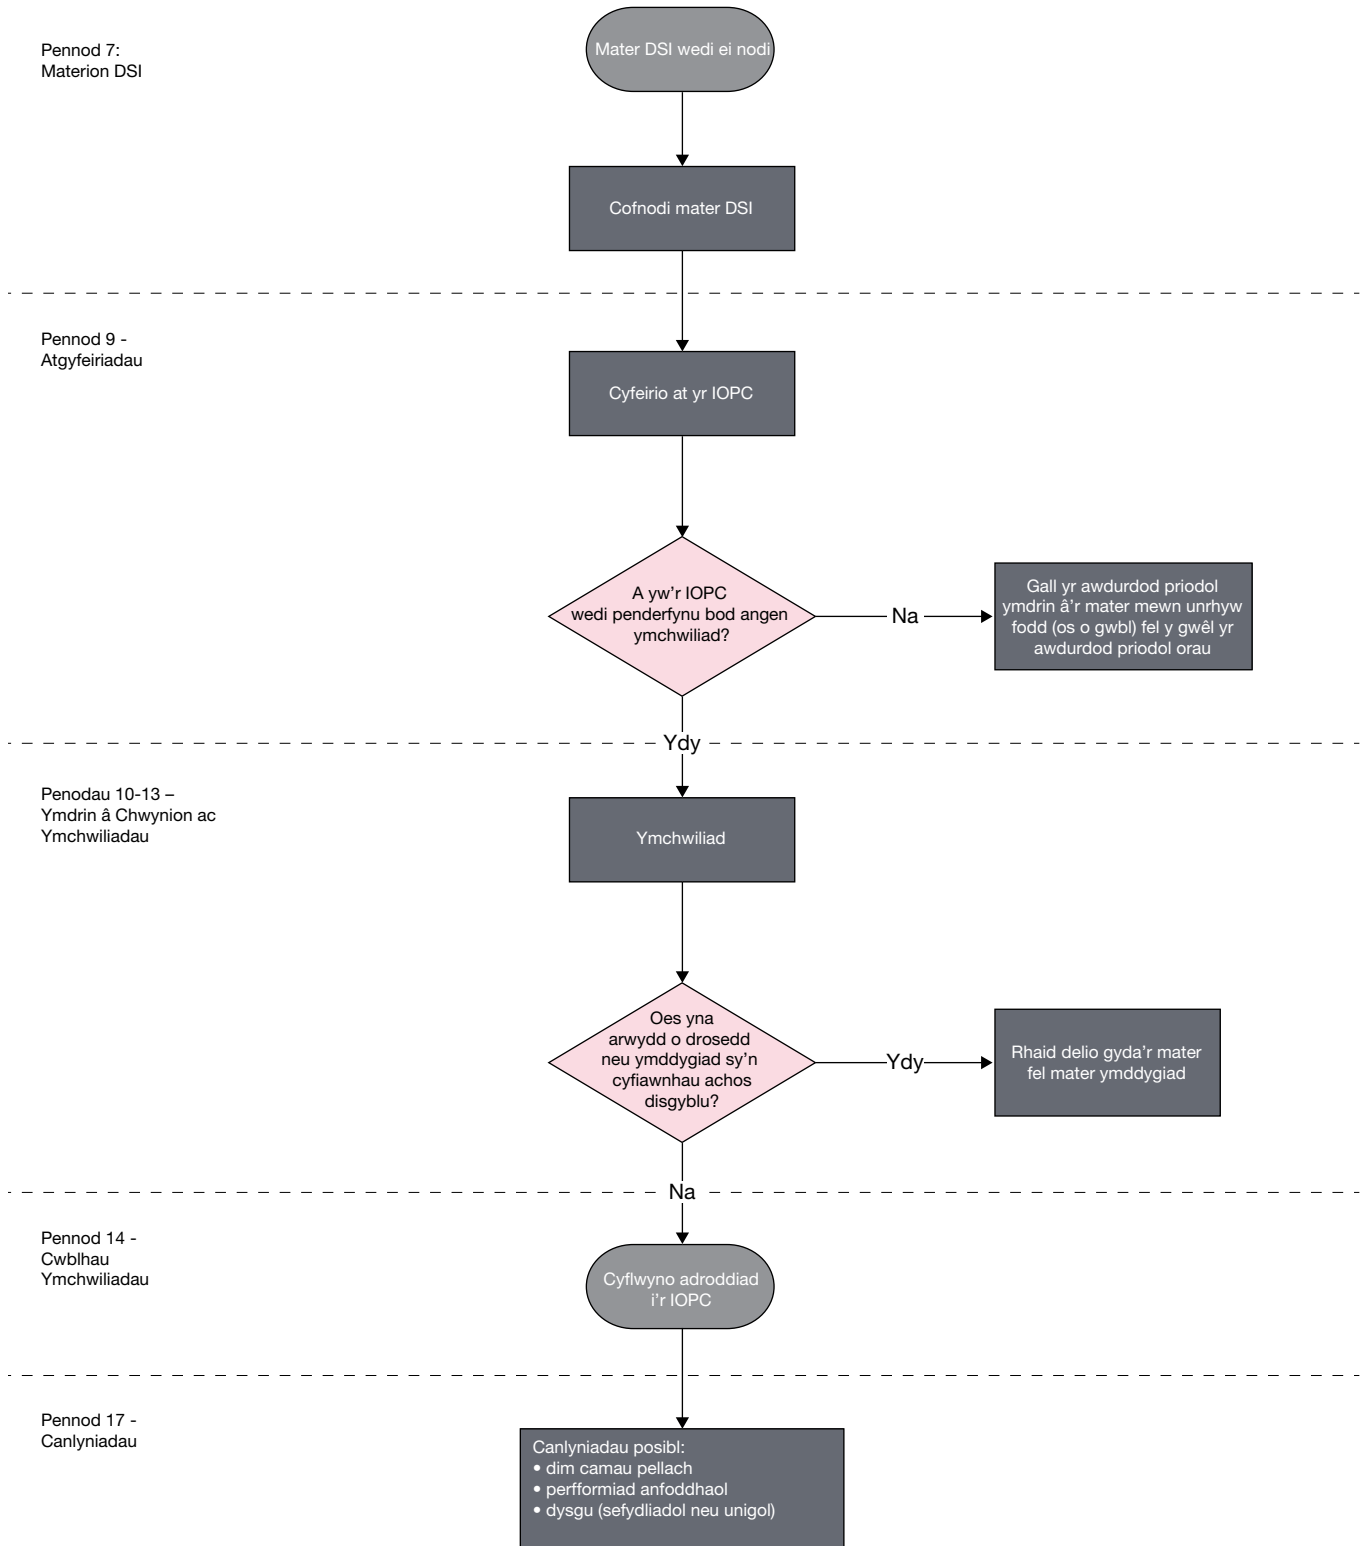 Pennod 7:
Materion DSI
Mater DSI wedi ei nodi
Cofnodi mater DSI
Pennod 9 -
Atgyfeiriadau
Cyfeirio at yr IOPC
A yw'r IOPC
wedi penderfynu bod angen
ymchwiliad?
Na
Gall yr awdurdod priodol
ymdrin â'r mater mewn unrhyw
fodd (os o gwbl) fel y gwêl yr
awdurdod priodol orau
Ydy
Penodau 10-13 –
Ymdrin â Chwynion ac
Ymchwiliadau
Ymchwiliad
Oes yna
arwydd o drosedd
neu ymddygiad sy'n
cyfiawnhau achos
disgyblu?
Ydy
Rhaid delio gyda'r mater
fel mater ymddygiad
Na
Pennod 14 -
Cwblhau
Ymchwiliadau
Cyflwyno adroddiad
i'r IOPC
Pennod 17 -
Canlyniadau
Canlyniadau posibl:
• dim camau pellach
• perfformiad anfoddhaol
• dysgu (sefydliadol neu unigol)